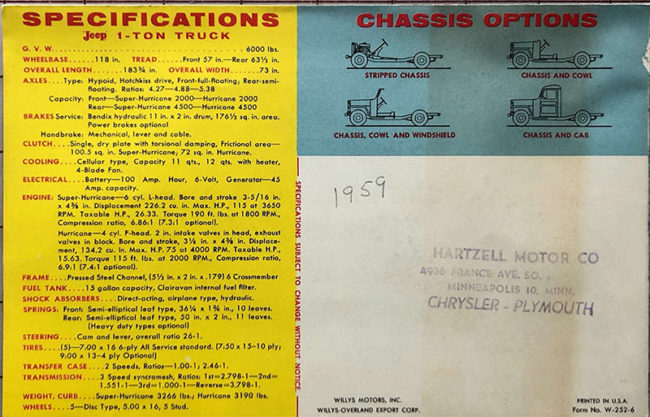 SPECIFICATIONS
Jeep 1-TON TRUCK
G. V. W. .......... 6000 lbs.
WHEELBASE.....118 in. TREAD.....Front 57 in.—Rear 63½ in.
OVERALL LENGTH.......183¾ in. OVERALL WIDTH.....73 in.
AXLES....Type: Hypoid, Hotchkiss drive, Front-full-floating; Rear-semi-
floating. Ratios: 4.27—4.88—5.38
Capacity: Front—Super-Hurricane 2000—Hurricane 2000
Rear—Super-Hurricane 4500—Hurricane 4500
BRAKES Service: Bendix hydraulic 11 in. x 2 in. drum, 176½ sq. in. area.
Power brakes optional
Handbrake: Mechanical, lever and cable.
CLUTCH....Single, dry plate with torsional damping, Frictional area—
100.5 sq. in. Super-Hurricane; 72 sq. in. Hurricane.
COOLING....Cellular type, Capacity 11 qts., 12 qts. with heater,
4-Blade Fan.
ELECTRICAL....Battery—100 Amp. Hour, 6-Volt, Generator—45
Amp. capacity.
ENGINE: Super-Hurricane—6 cyl. L-head. Bore and stroke 3-5/16 in.
x 4⅜ in. Displacement 226.2 cu. in. Max. H.P., 115 at 3650
RPM. Taxable H.P., 26.33. Torque 190 ft. lbs. at 1800 RPM.,
Compression ratio, 6.86:1 (7.3:1 optional).
Hurricane—4 cyl. F-head. 2 in. intake valves in head, exhaust
valves in block. Bore and stroke, 3⅛ in. x 4⅜ in. Displace-
ment, 134.2 cu. in. Max. H.P. 75 at 4000 RPM. Taxable H.P.,
15.63. Torque 115 ft. lbs. at 2000 RPM., Compression ratio,
6.9:1 (7.4:1 optional).
FRAME....Pressed Steel Channel, (5½ in. x 2 in. x .179) 6 Crossmember
FUEL TANK....15 gallon capacity, Clairavan internal fuel filter.
SHOCK ABSORBERS....Direct-acting, airplane type, hydraulic.
SPRINGS: Front: Semi-elliptical leaf type, 36¼ x 1¾ in., 10 leaves.
Rear: Semi-elliptical leaf type, 50 in. x 2 in., 11 leaves.
(Heavy duty types optional)
STEERING....Cam and lever, overall ratio 26-1.
TIRES....(5)—7.00 x 16 6-ply All Service standard. (7:50 x 15-10 ply;
9:00 x 13-4 ply Optional)
TRANSFER CASE....2 Speeds, Ratios—1.00-1; 2.46-1.
TRANSMISSION....3 Speed syncromesh, Ratios: 1st=2.798-1—2nd=
1.551-1—3rd=1.000-1—Reverse=3.798-1.
WEIGHT, CURB....Super-Hurricane 3266 lbs.; Hurricane 3190 lbs.
WHEELS....5—Disc Type, 5.00 x 16, 5 Stud.
—SPECIFICATIONS SUBJECT TO CHANGE WITHOUT NOTICE—
CHASSIS OPTIONS
STRIPPED CHASSIS
CHASSIS AND COWL
CHASSIS, COWL AND WINDSHIELD
CHASSIS AND CAB
1959
HARTZELL MOTOR CO
4936 FRANCE AVE. SO.
MINNEAPOLIS 10, MINN.
CHRYSLER - PLYMOUTH
WILLYS MOTORS, INC.
WILLYS-OVERLAND EXPORT CORP.
PRINTED IN U.S.A.
Form No. W-252-6